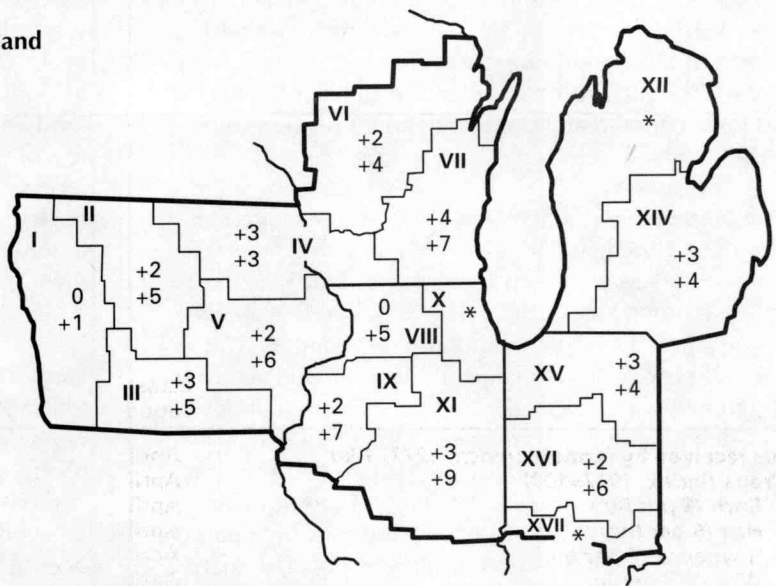 and
XII
*
VI
+2
+4
VII
+4
+7
XIV
+3
+4
I
0
+1
II
+2
+5
+3
+3
IV
V
+2
+6
III
+3
+5
0
+5
VIII
X
*
IX
+2
+7
XI
+3
+9
XV
+3
+4
XVI
+2
+6
XVII
*